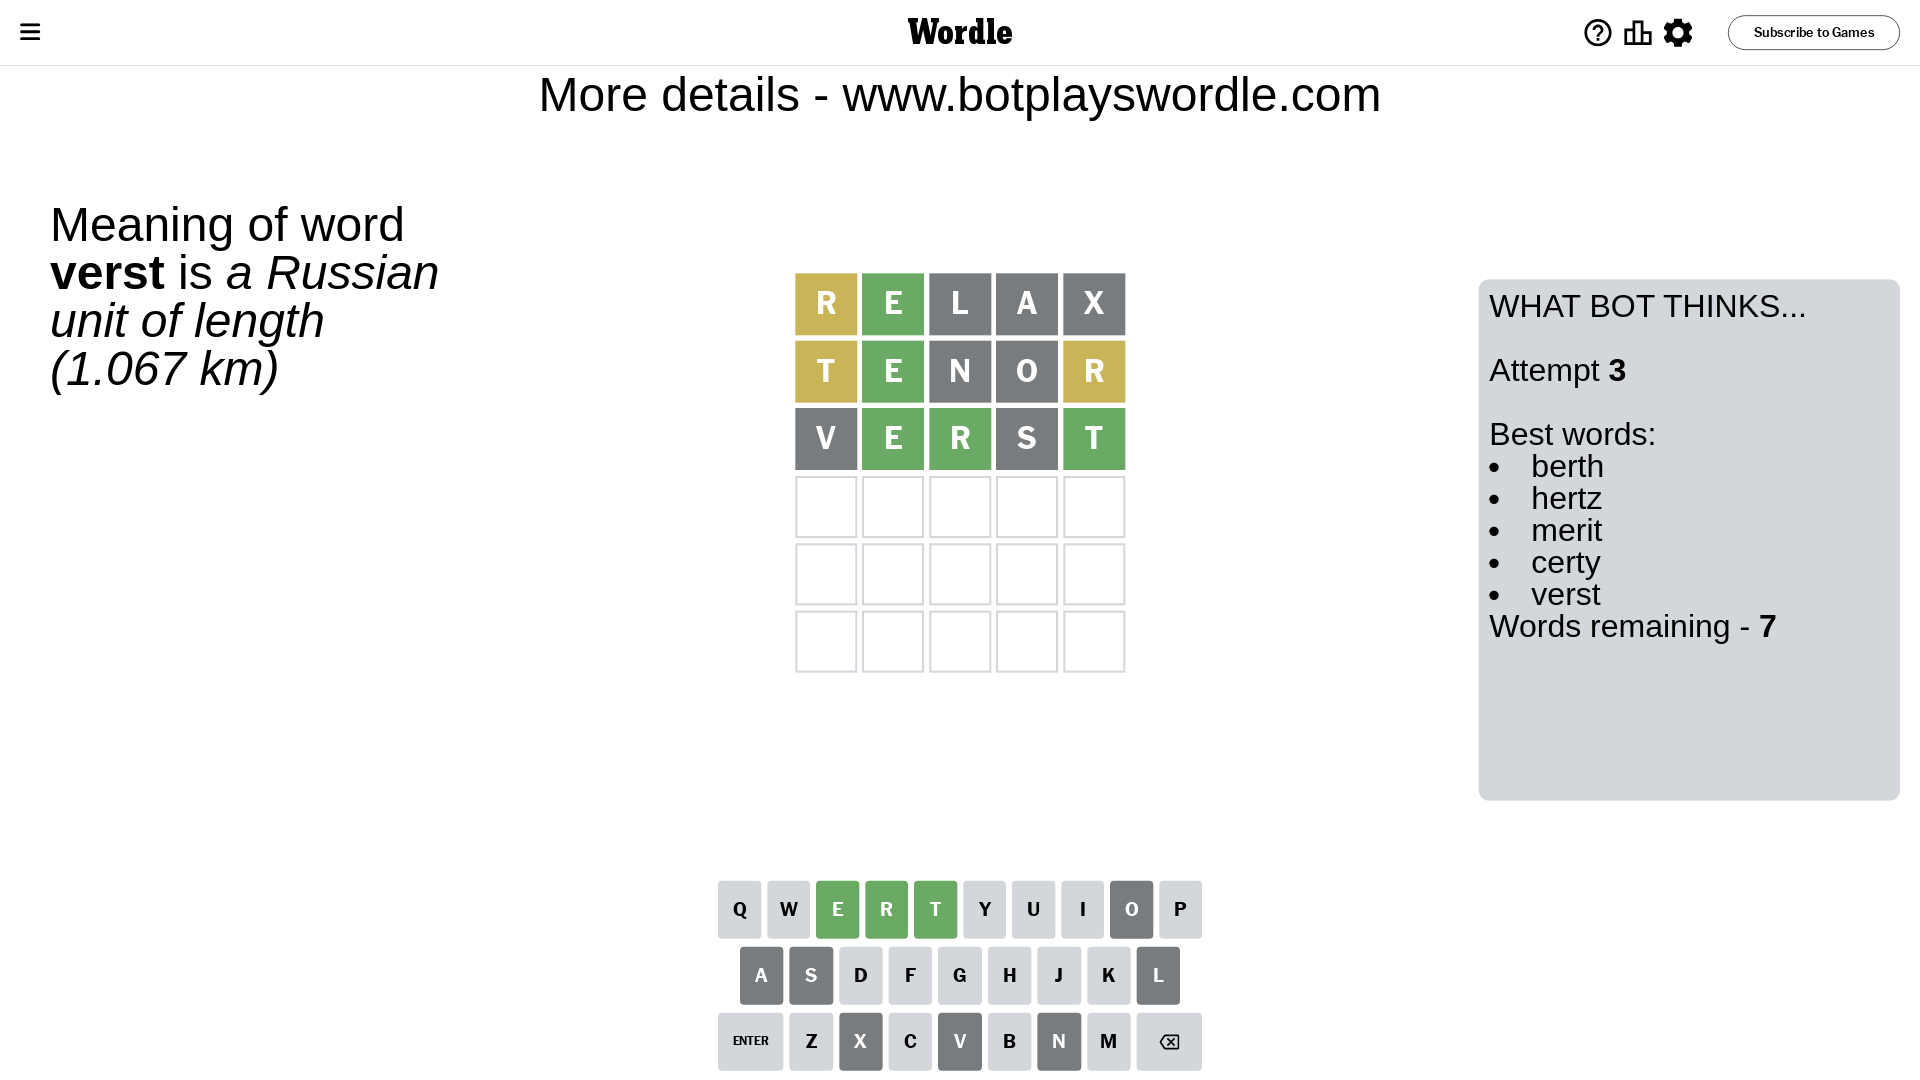 Wordle
Subscribe to Games
More details - www.botplayswordle.com
Meaning of word
verst is a Russian
unit of length
(1.067 km)
R E L A X
T E N O R
V E R S T
WHAT BOT THINKS...
Attempt 3
Best words:
• berth
• hertz
• merit
• certy
• verst
Words remaining - 7
Q W E R T Y U I O P
A S D F G H J K L
ENTER Z X C V B N M